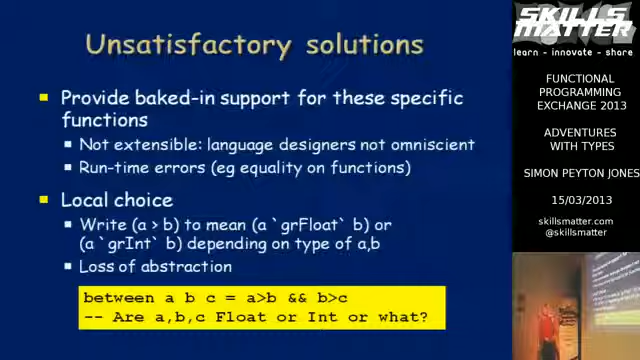 Unsatisfactory solutions
Provide baked-in support for these specific
functions
Not extensible: language designers not omniscient
Run-time errors (eg equality on functions)
Local choice
Write (a > b) to mean (a `grFloat` b) or
(a `grInt` b) depending on type of a,b
Loss of abstraction
between a b c = a>b && b>c
-- Are a,b,c Float or Int or what?
SKILLS
MATTER
learn - innovate - share
FUNCTIONAL
PROGRAMMING
EXCHANGE 2013
ADVENTURES
WITH TYPES
SIMON PEYTON JONES
15/03/2013
skillsmatter.com
@skillsmatter